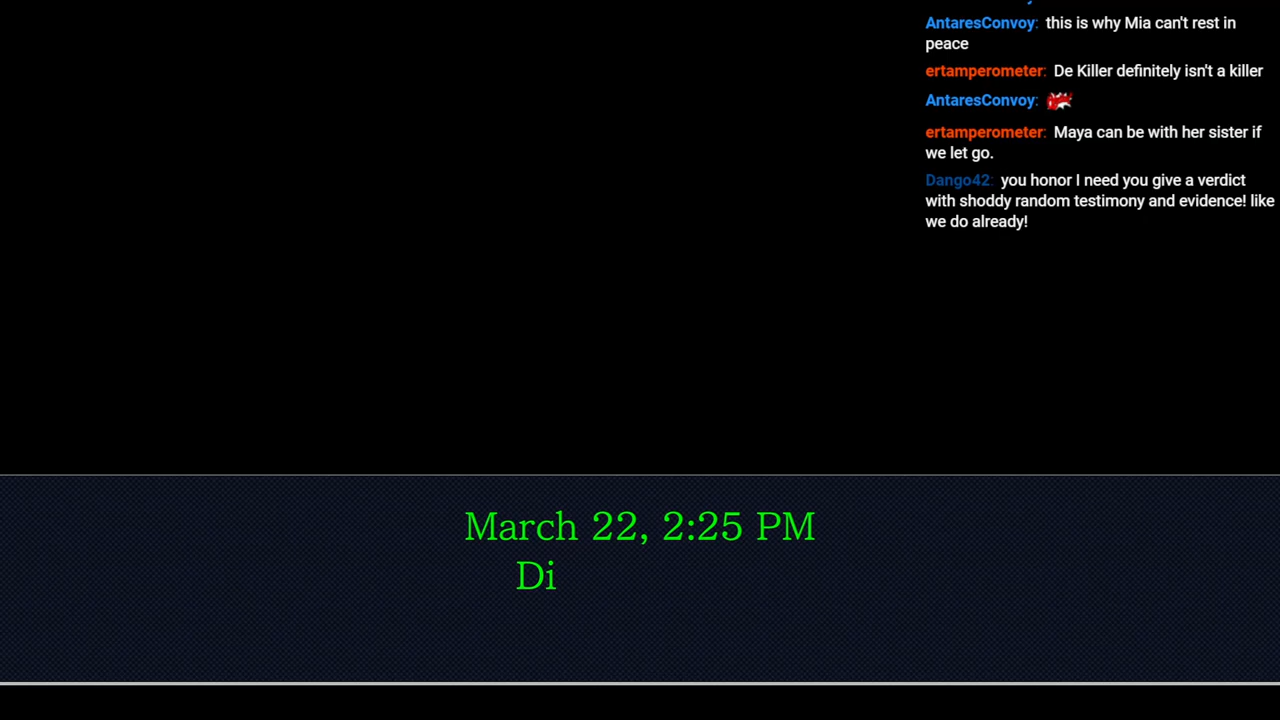 AntaresConvoy: this is why Mia can't rest in
peace
ertamperometer: De Killer definitely isn't a killer
AntaresConvoy:
ertamperometer: Maya can be with her sister if
we let go.
Dango42: you honor I need you give a verdict
with shoddy random testimony and evidence! like
we do already!
March 22, 2:25 PM
Di